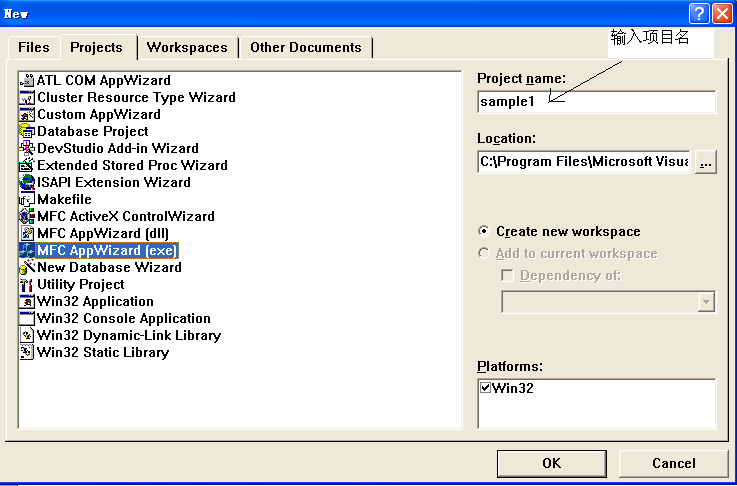 New
Files
Projects
Workspaces
Other Documents
输入项目名
ATL COM AppWizard
Cluster Resource Type Wizard
Custom AppWizard
Database Project
DevStudio Add-in Wizard
Extended Stored Proc Wizard
ISAPI Extension Wizard
Makefile
MFC ActiveX ControlWizard
MFC AppWizard (dll)
MFC AppWizard (exe)
New Database Wizard
Utility Project
Win32 Application
Win32 Console Application
Win32 Dynamic-Link Library
Win32 Static Library
Project name:
sample1
Location:
C:\Program Files\Microsoft Visua
...
Create new workspace
Add to current workspace
Dependency of:
Platforms:
Win32
OK
Cancel